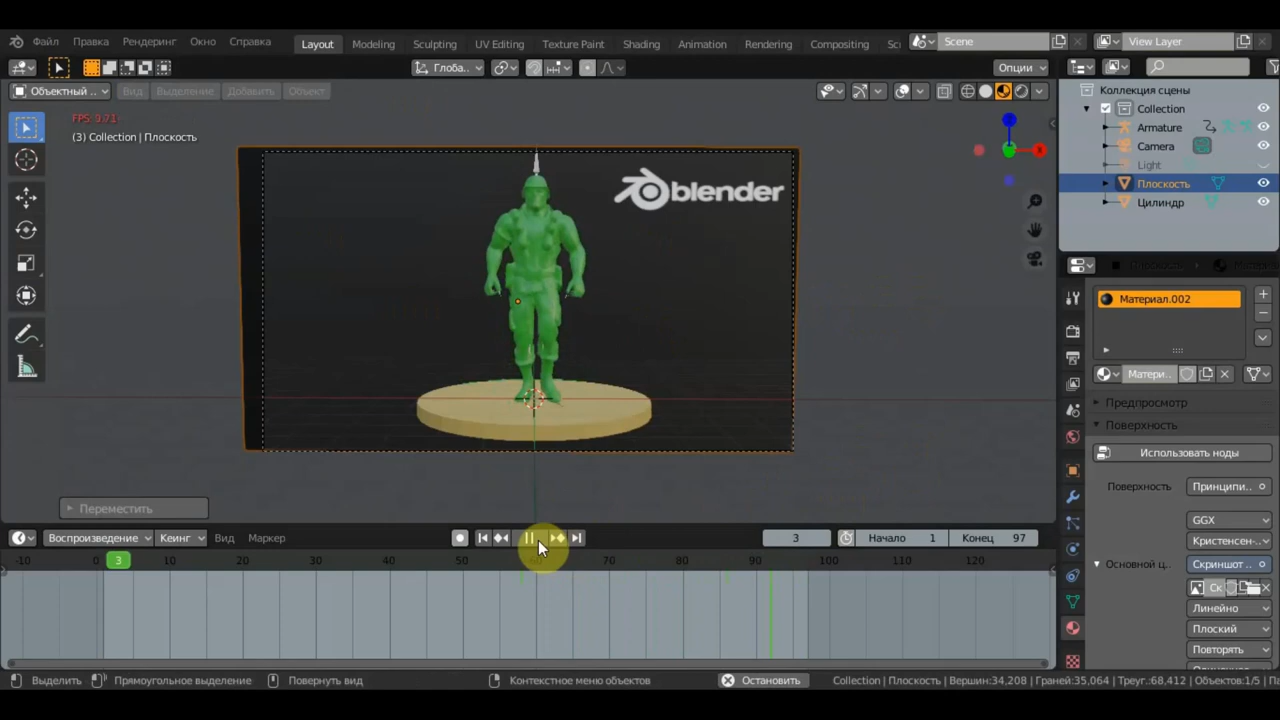 Файл Правка Рендеринг Окно Справка Layout Modeling Sculpting UV Editing Texture Paint Shading Animation Rendering Compositing Sc Scene View Layer
Глоба... Опции
Объектный ... Вид Выделение Добавить Объект
Коллекция сцены
Collection
Armature
Camera
Light
Плоскость
Цилиндр
FPS: 9.71
(3) Collection | Плоскость
blender
Переместить
Материал.002
Матери...
Предпросмотр
Поверхность
Использовать ноды
Поверхность Принципи..
GGX
Кристенсен-
Основной ц.. Скриншот ..
Ск
Линейно
Плоский
Повторять
Воспроизведение Кеинг Вид Маркер 3 Начало 1 Конец 97
-10 0 3 10 20 30 40 50 60 70 80 90 100 110 120
Выделить Прямоугольное выделение Повернуть вид Контекстное меню объектов Остановить Collection | Плоскость | Вершин:34,208 | Граней:35,064 | Треуг.:68,412 | Объектов:1/5 | Па